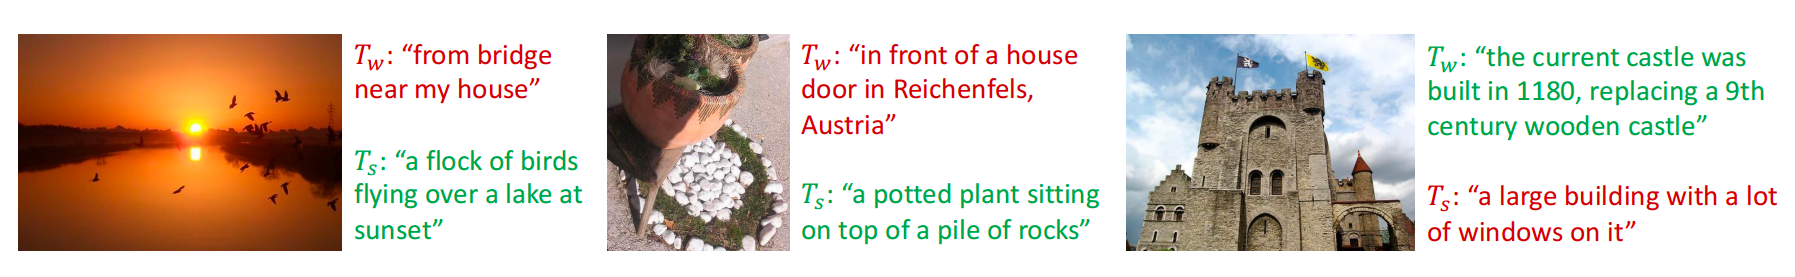 T_w: “from bridge
near my house”
T_s: “a flock of birds
flying over a lake at
sunset”
T_w: “in front of a house
door in Reichenfels,
Austria”
T_s: “a potted plant sitting
on top of a pile of rocks”
T_w: “the current castle was
built in 1180, replacing a 9th
century wooden castle”
T_s: “a large building with a lot
of windows on it”